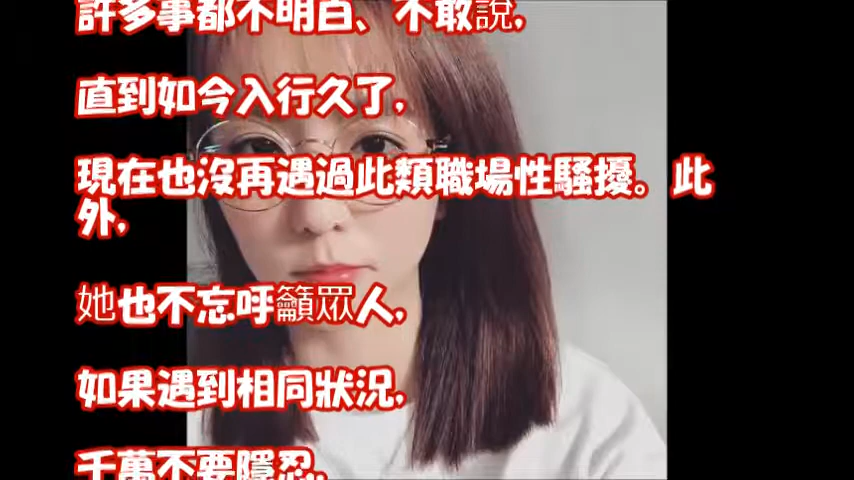 許多事都不明白、不敢說,
直到如今入行久了,
現在也沒再遇過此類職場性騷擾。此
外,
她也不忘呼籲眾人,
如果遇到相同狀況,
千萬不要隱忍,